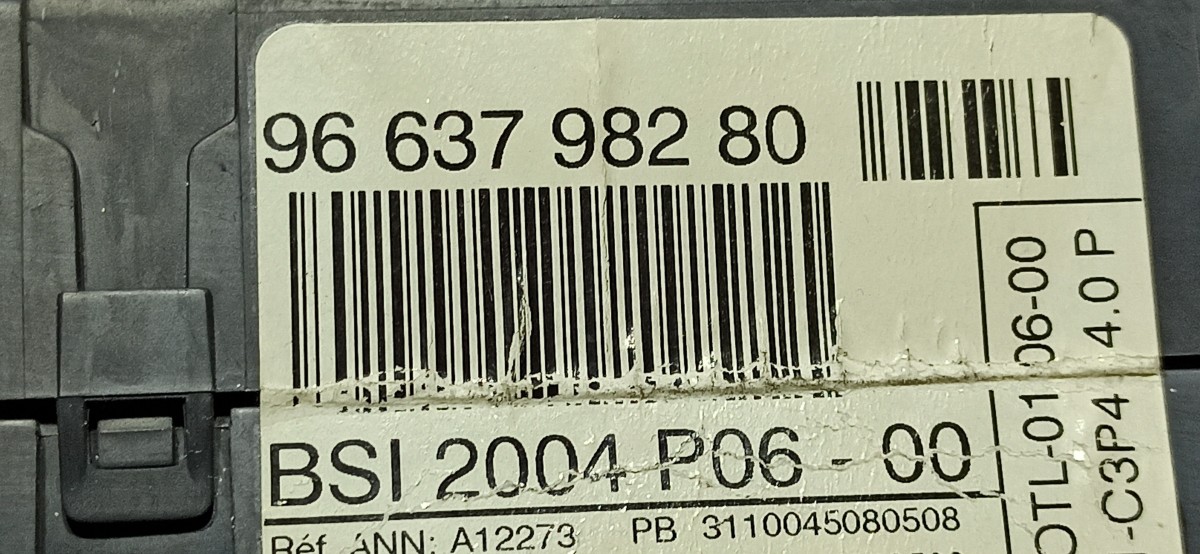 96 637 982 80
BSI 2004 P06 - 00
Réf. ANN: A12273 PB 3110045080508
06-00
4.0 P
OTL-01
-C3P4